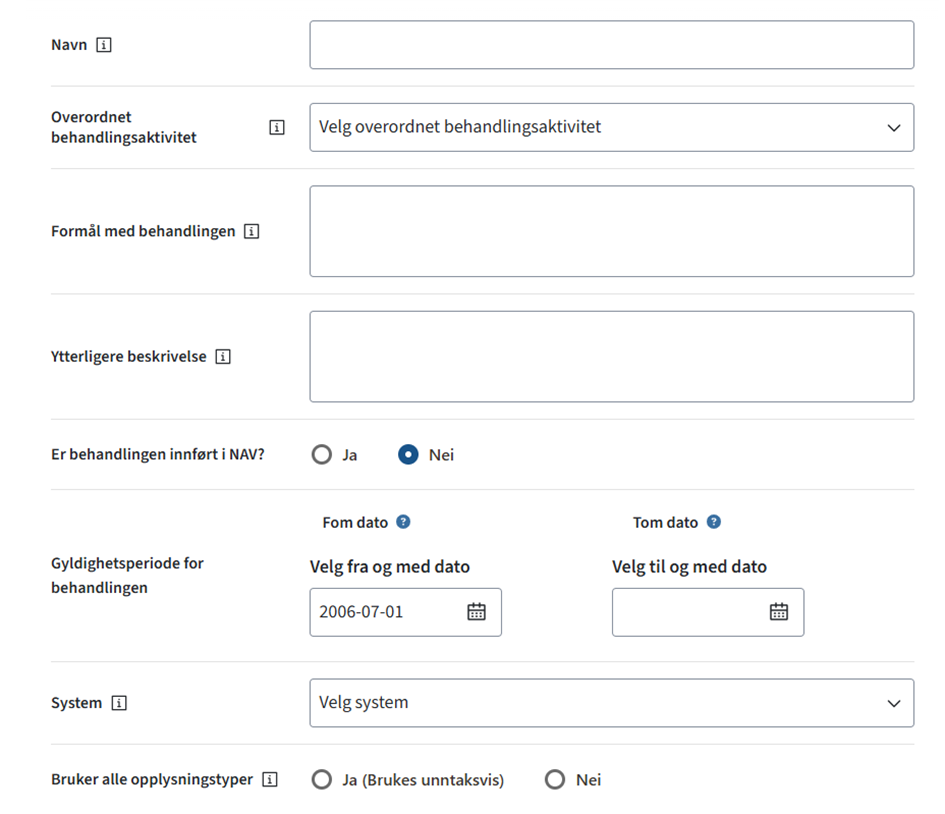 Navn
Overordnet
behandlingsaktivitet
Velg overordnet behandlingsaktivitet
Formål med behandlingen
Ytterligere beskrivelse
Er behandlingen innført i NAV?
Ja
Nei
Fom dato ?
Tom dato ?
Gyldighetsperiode for
behandlingen
Velg fra og med dato
Velg til og med dato
2006-07-01
System
Velg system
Bruker alle opplysningstyper
Ja (Brukes unntaksvis)
Nei